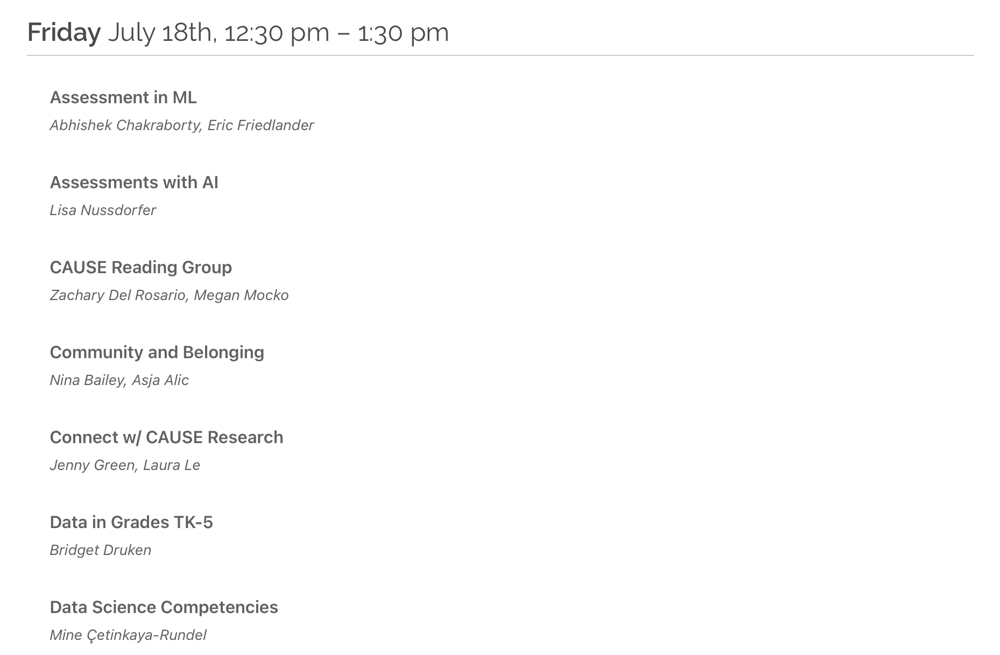 Friday July 18th, 12:30 pm – 1:30 pm
Assessment in ML
Abhishek Chakraborty, Eric Friedlander
Assessments with AI
Lisa Nussdorfer
CAUSE Reading Group
Zachary Del Rosario, Megan Mocko
Community and Belonging
Nina Bailey, Asja Alic
Connect w/ CAUSE Research
Jenny Green, Laura Le
Data in Grades TK-5
Bridget Druken
Data Science Competencies
Mine Çetinkaya-Rundel